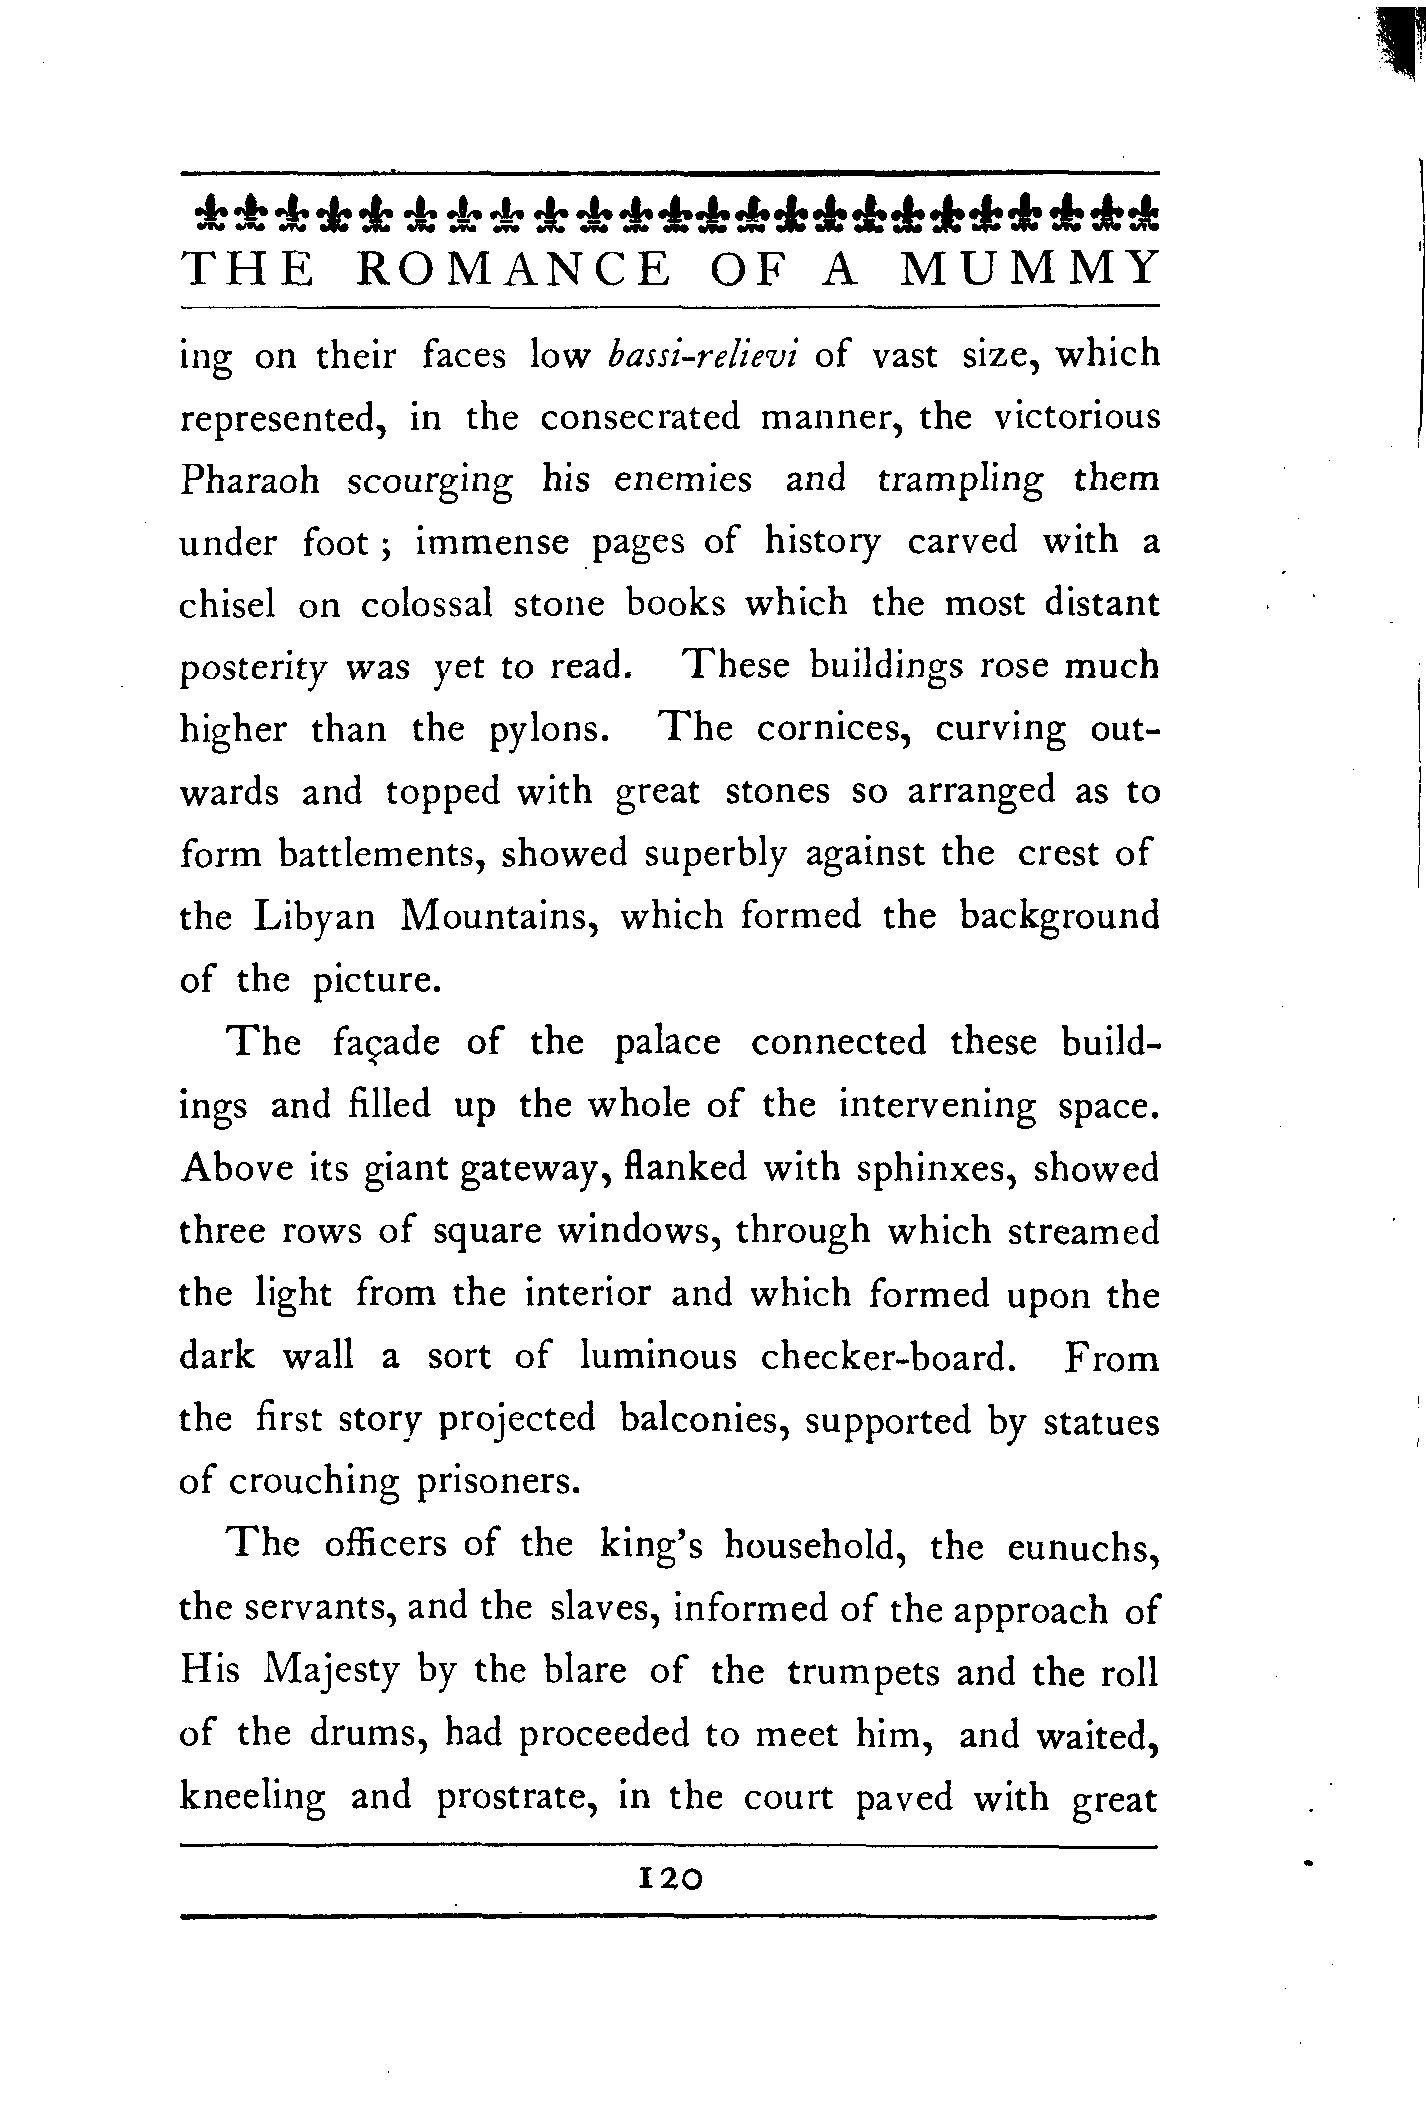 THE ROMANCE OF A MUMMY
ing on their faces low bassi-relievi of vast size, which
represented, in the consecrated manner, the victorious
Pharaoh scourging his enemies and trampling them
under foot ; immense pages of history carved with a
chisel on colossal stone books which the most distant
posterity was yet to read. These buildings rose much
higher than the pylons. The cornices, curving out-
wards and topped with great stones so arranged as to
form battlements, showed superbly against the crest of
the Libyan Mountains, which formed the background
of the picture.
The façade of the palace connected these build-
ings and filled up the whole of the intervening space.
Above its giant gateway, flanked with sphinxes, showed
three rows of square windows, through which streamed
the light from the interior and which formed upon the
dark wall a sort of luminous checker-board. From
the first story projected balconies, supported by statues
of crouching prisoners.
The officers of the king's household, the eunuchs,
the servants, and the slaves, informed of the approach of
His Majesty by the blare of the trumpets and the roll
of the drums, had proceeded to meet him, and waited,
kneeling and prostrate, in the court paved with great
120